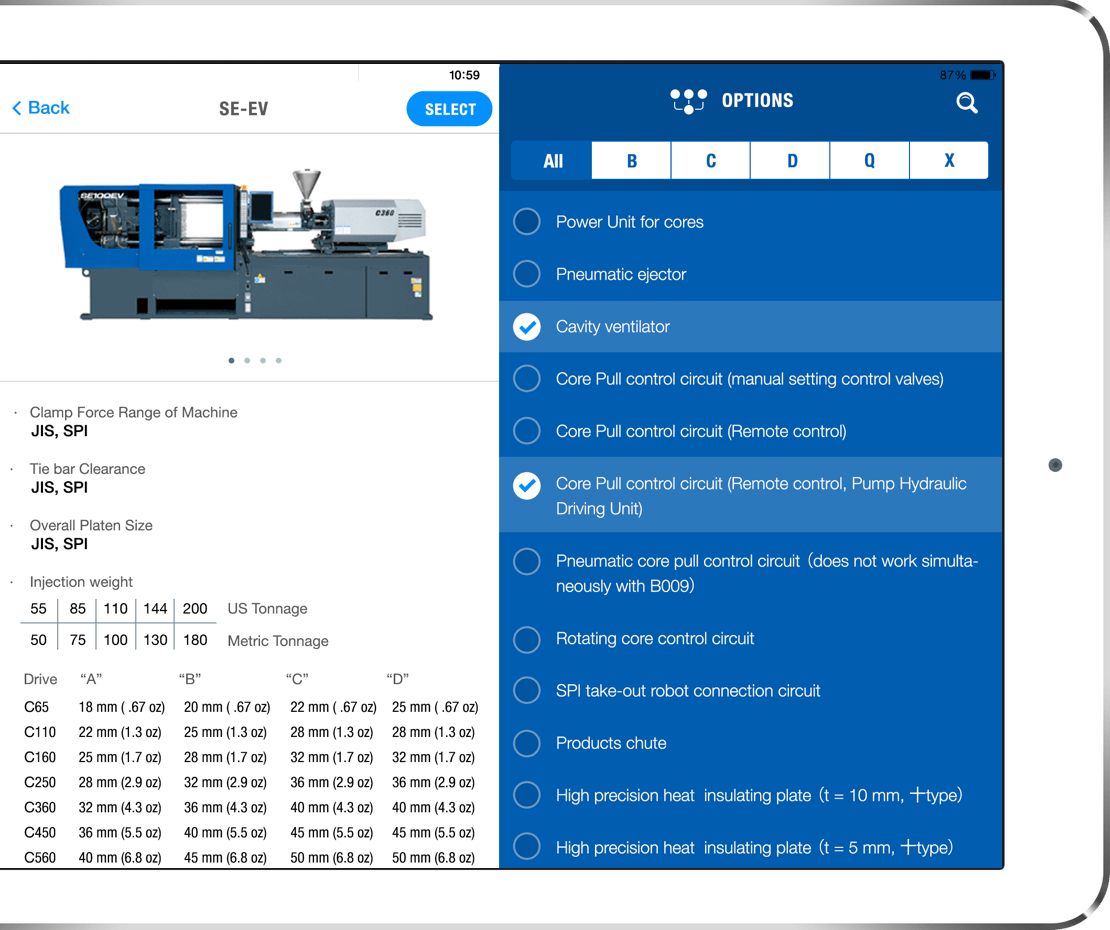 10:59
Back
SE-EV
SELECT
SE100EV
C360
· Clamp Force Range of Machine
JIS, SPI
· Tie bar Clearance
JIS, SPI
· Overall Platen Size
JIS, SPI
· Injection weight
55 85 110 144 200 US Tonnage
50 75 100 130 180 Metric Tonnage
Drive “A” “B” “C” “D”
C65 18 mm ( .67 oz) 20 mm ( .67 oz) 22 mm ( .67 oz) 25 mm ( .67 oz)
C110 22 mm (1.3 oz) 25 mm (1.3 oz) 28 mm (1.3 oz) 28 mm (1.3 oz)
C160 25 mm (1.7 oz) 28 mm (1.7 oz) 32 mm (1.7 oz) 32 mm (1.7 oz)
C250 28 mm (2.9 oz) 32 mm (2.9 oz) 36 mm (2.9 oz) 36 mm (2.9 oz)
C360 32 mm (4.3 oz) 36 mm (4.3 oz) 40 mm (4.3 oz) 40 mm (4.3 oz)
C450 36 mm (5.5 oz) 40 mm (5.5 oz) 45 mm (5.5 oz) 45 mm (5.5 oz)
C560 40 mm (6.8 oz) 45 mm (6.8 oz) 50 mm (6.8 oz) 50 mm (6.8 oz)
87%
OPTIONS
All B C D Q X
Power Unit for cores
Pneumatic ejector
Cavity ventilator
Core Pull control circuit (manual setting control valves)
Core Pull control circuit (Remote control)
Core Pull control circuit (Remote control, Pump Hydraulic
Driving Unit)
Pneumatic core pull control circuit（does not work simulta-
neously with B009）
Rotating core control circuit
SPI take-out robot connection circuit
Products chute
High precision heat insulating plate（t = 10 mm, 十type）
High precision heat insulating plate（t = 5 mm, 十type）